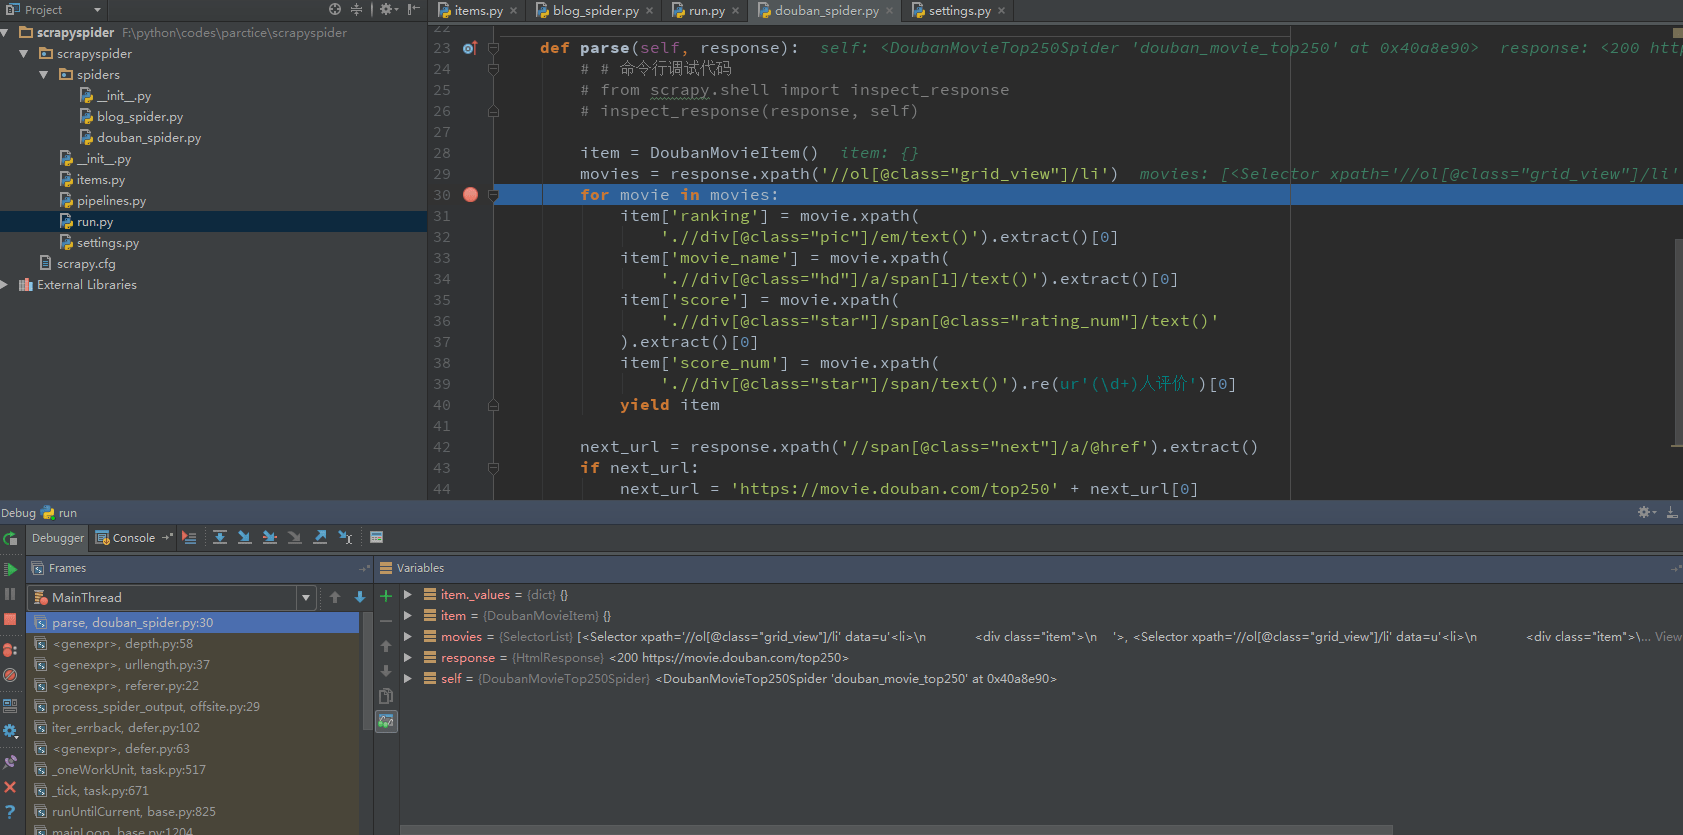 Project
items.py
blog_spider.py
run.py
douban_spider.py
settings.py
scrapyspider F:\python\codes\parctice\scrapyspider
scrapyspider
spiders
__init__.py
blog_spider.py
douban_spider.py
__init__.py
items.py
pipelines.py
run.py
settings.py
scrapy.cfg
External Libraries
22
23 def parse(self, response): self: <DoubanMovieTop250Spider 'douban_movie_top250' at 0x40a8e90> response: <200 htt
24 # # 命令行调试代码
25 # from scrapy.shell import inspect_response
26 # inspect_response(response, self)
27
28 item = DoubanMovieItem() item: {}
29 movies = response.xpath('//ol[@class="grid_view"]/li') movies: [<Selector xpath='//ol[@class="grid_view"]/li'
30 for movie in movies:
31 item['ranking'] = movie.xpath(
32 './/div[@class="pic"]/em/text()').extract()[0]
33 item['movie_name'] = movie.xpath(
34 './/div[@class="hd"]/a/span[1]/text()').extract()[0]
35 item['score'] = movie.xpath(
36 './/div[@class="star"]/span[@class="rating_num"]/text()'
37 ).extract()[0]
38 item['score_num'] = movie.xpath(
39 './/div[@class="star"]/span/text()').re(ur'(\d+)人评价')[0]
40 yield item
41
42 next_url = response.xpath('//span[@class="next"]/a/@href').extract()
43 if next_url:
44 next_url = 'https://movie.douban.com/top250' + next_url[0]
Debug run
Debugger Console
Frames
MainThread
parse, douban_spider.py:30
<genexpr>, depth.py:58
<genexpr>, urllength.py:37
<genexpr>, referer.py:22
process_spider_output, offsite.py:29
iter_errback, defer.py:102
<genexpr>, defer.py:63
_oneWorkUnit, task.py:517
_tick, task.py:671
runUntilCurrent, base.py:825
mainLoop, base.py:1204
Variables
item._values = {dict} {}
item = {DoubanMovieItem} {}
movies = {SelectorList} [<Selector xpath='//ol[@class="grid_view"]/li' data=u'<li>\n <div class="item">\n '>, <Selector xpath='//ol[@class="grid_view"]/li' data=u'<li>\n <div class="item">\... View
response = {HtmlResponse} <200 https://movie.douban.com/top250>
self = {DoubanMovieTop250Spider} <DoubanMovieTop250Spider 'douban_movie_top250' at 0x40a8e90>